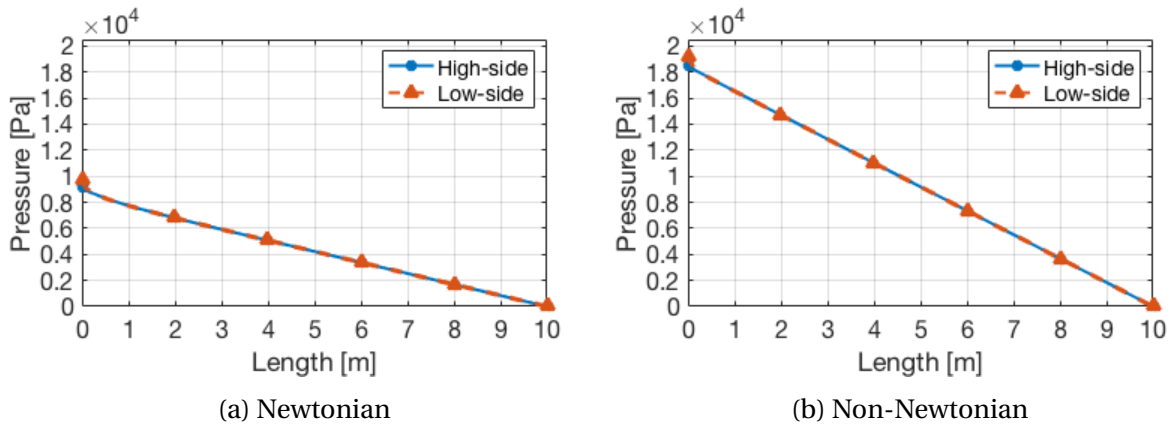 ×10⁴
2
1.8
1.6
1.4
1.2
1
0.8
0.6
0.4
0.2
0
Pressure [Pa]
High-side
Low-side
0 1 2 3 4 5 6 7 8 9 10
Length [m]
(a) Newtonian
×10⁴
2
1.8
1.6
1.4
1.2
1
0.8
0.6
0.4
0.2
0
Pressure [Pa]
High-side
Low-side
0 1 2 3 4 5 6 7 8 9 10
Length [m]
(b) Non-Newtonian